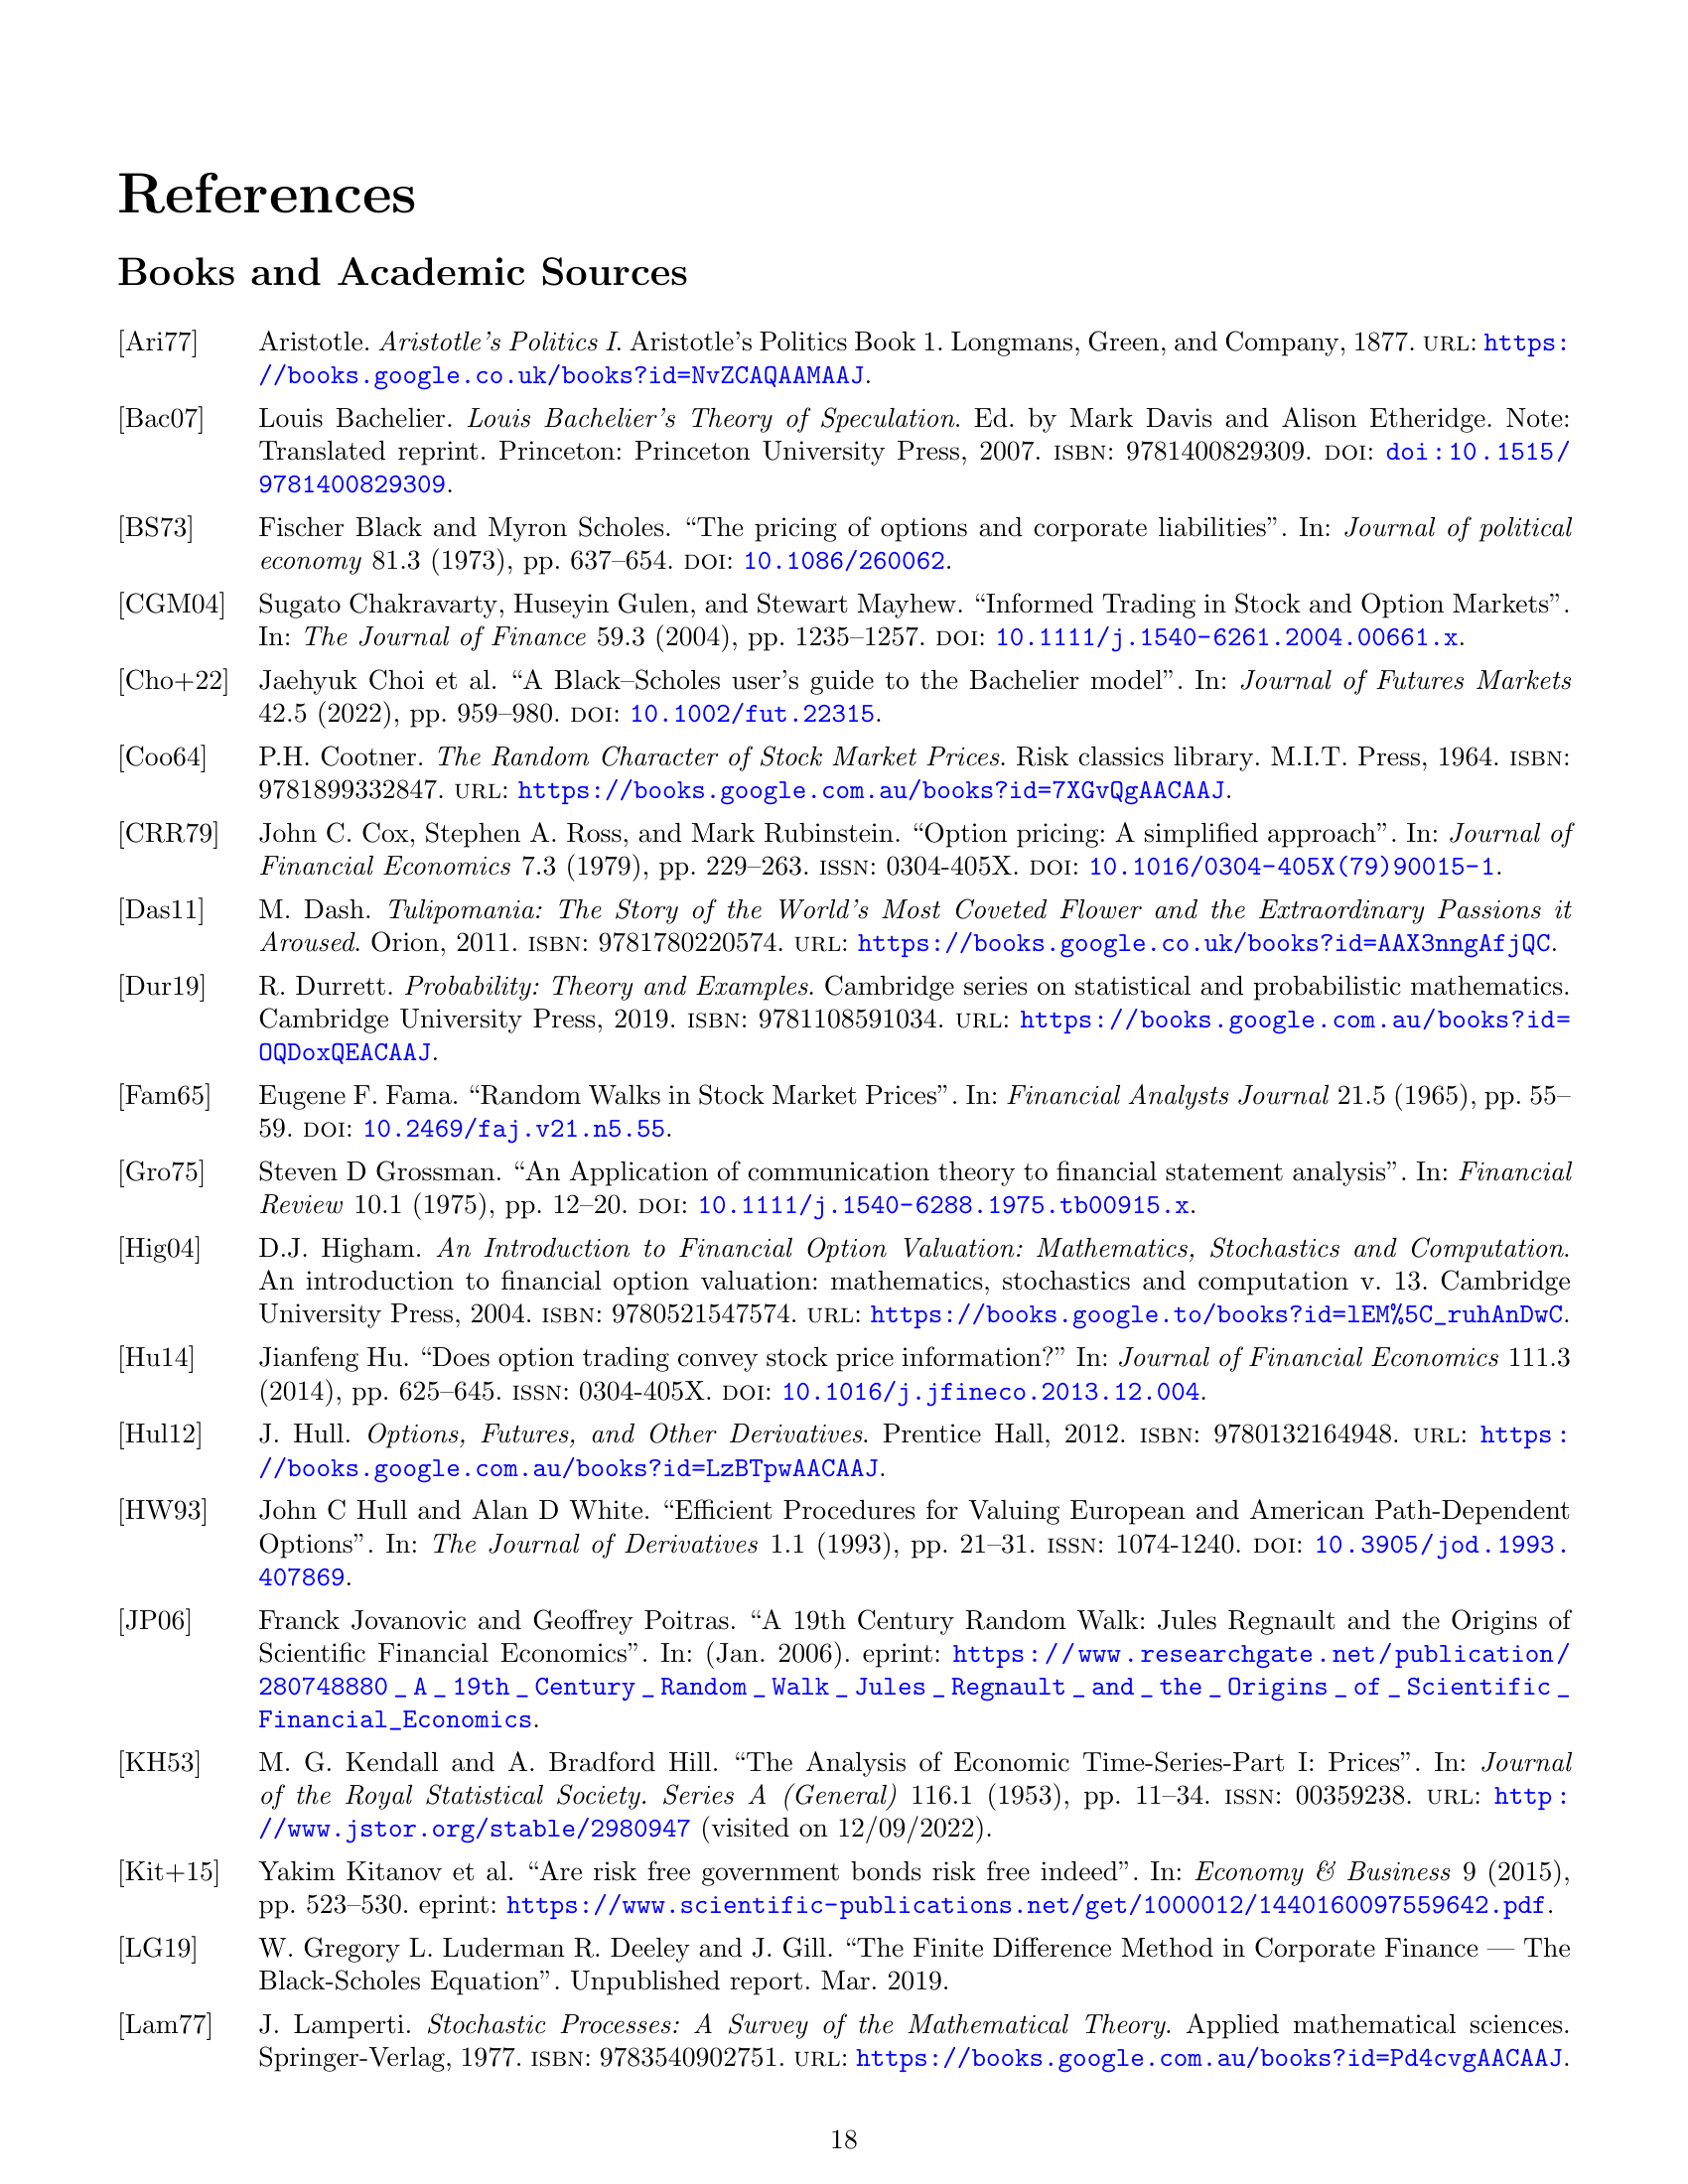 References
Books and Academic Sources
[Ari77] Aristotle. Aristotle's Politics I. Aristotle's Politics Book 1. Longmans, Green, and Company, 1877. URL: https:
//books.google.co.uk/books?id=NvZCAQAAMAAJ.
[Bac07] Louis Bachelier. Louis Bachelier's Theory of Speculation. Ed. by Mark Davis and Alison Etheridge. Note:
Translated reprint. Princeton: Princeton University Press, 2007. ISBN: 9781400829309. DOI: doi:10.1515/
9781400829309.
[BS73] Fischer Black and Myron Scholes. “The pricing of options and corporate liabilities”. In: Journal of political
economy 81.3 (1973), pp. 637–654. DOI: 10.1086/260062.
[CGM04] Sugato Chakravarty, Huseyin Gulen, and Stewart Mayhew. “Informed Trading in Stock and Option Markets”.
In: The Journal of Finance 59.3 (2004), pp. 1235–1257. DOI: 10.1111/j.1540-6261.2004.00661.x.
[Cho+22] Jaehyuk Choi et al. “A Black–Scholes user's guide to the Bachelier model”. In: Journal of Futures Markets
42.5 (2022), pp. 959–980. DOI: 10.1002/fut.22315.
[Coo64] P.H. Cootner. The Random Character of Stock Market Prices. Risk classics library. M.I.T. Press, 1964. ISBN:
9781899332847. URL: https://books.google.com.au/books?id=7XGvQgAACAAJ.
[CRR79] John C. Cox, Stephen A. Ross, and Mark Rubinstein. “Option pricing: A simplified approach”. In: Journal of
Financial Economics 7.3 (1979), pp. 229–263. ISSN: 0304-405X. DOI: 10.1016/0304-405X(79)90015-1.
[Das11] M. Dash. Tulipomania: The Story of the World's Most Coveted Flower and the Extraordinary Passions it
Aroused. Orion, 2011. ISBN: 9781780220574. URL: https://books.google.co.uk/books?id=AAX3nngAfjQC.
[Dur19] R. Durrett. Probability: Theory and Examples. Cambridge series on statistical and probabilistic mathematics.
Cambridge University Press, 2019. ISBN: 9781108591034. URL: https://books.google.com.au/books?id=
OQDoxQEACAAJ.
[Fam65] Eugene F. Fama. “Random Walks in Stock Market Prices”. In: Financial Analysts Journal 21.5 (1965), pp. 55–
59. DOI: 10.2469/faj.v21.n5.55.
[Gro75] Steven D Grossman. “An Application of communication theory to financial statement analysis”. In: Financial
Review 10.1 (1975), pp. 12–20. DOI: 10.1111/j.1540-6288.1975.tb00915.x.
[Hig04] D.J. Higham. An Introduction to Financial Option Valuation: Mathematics, Stochastics and Computation.
An introduction to financial option valuation: mathematics, stochastics and computation v. 13. Cambridge
University Press, 2004. ISBN: 9780521547574. URL: https://books.google.to/books?id=lEM%5C_ruhAnDwC.
[Hu14] Jianfeng Hu. “Does option trading convey stock price information?” In: Journal of Financial Economics 111.3
(2014), pp. 625–645. ISSN: 0304-405X. DOI: 10.1016/j.jfineco.2013.12.004.
[Hul12] J. Hull. Options, Futures, and Other Derivatives. Prentice Hall, 2012. ISBN: 9780132164948. URL: https:
//books.google.com.au/books?id=LzBTpwAACAAJ.
[HW93] John C Hull and Alan D White. “Efficient Procedures for Valuing European and American Path-Dependent
Options”. In: The Journal of Derivatives 1.1 (1993), pp. 21–31. ISSN: 1074-1240. DOI: 10.3905/jod.1993.
407869.
[JP06] Franck Jovanovic and Geoffrey Poitras. “A 19th Century Random Walk: Jules Regnault and the Origins of
Scientific Financial Economics”. In: (Jan. 2006). eprint: https://www.researchgate.net/publication/
280748880_A_19th_Century_Random_Walk_Jules_Regnault_and_the_Origins_of_Scientific_
Financial_Economics.
[KH53] M. G. Kendall and A. Bradford Hill. “The Analysis of Economic Time-Series-Part I: Prices”. In: Journal
of the Royal Statistical Society. Series A (General) 116.1 (1953), pp. 11–34. ISSN: 00359238. URL: http:
//www.jstor.org/stable/2980947 (visited on 12/09/2022).
[Kit+15] Yakim Kitanov et al. “Are risk free government bonds risk free indeed”. In: Economy & Business 9 (2015),
pp. 523–530. eprint: https://www.scientific-publications.net/get/1000012/1440160097559642.pdf.
[LG19] W. Gregory L. Luderman R. Deeley and J. Gill. “The Finite Difference Method in Corporate Finance — The
Black-Scholes Equation”. Unpublished report. Mar. 2019.
[Lam77] J. Lamperti. Stochastic Processes: A Survey of the Mathematical Theory. Applied mathematical sciences.
Springer-Verlag, 1977. ISBN: 9783540902751. URL: https://books.google.com.au/books?id=Pd4cvgAACAAJ.
18